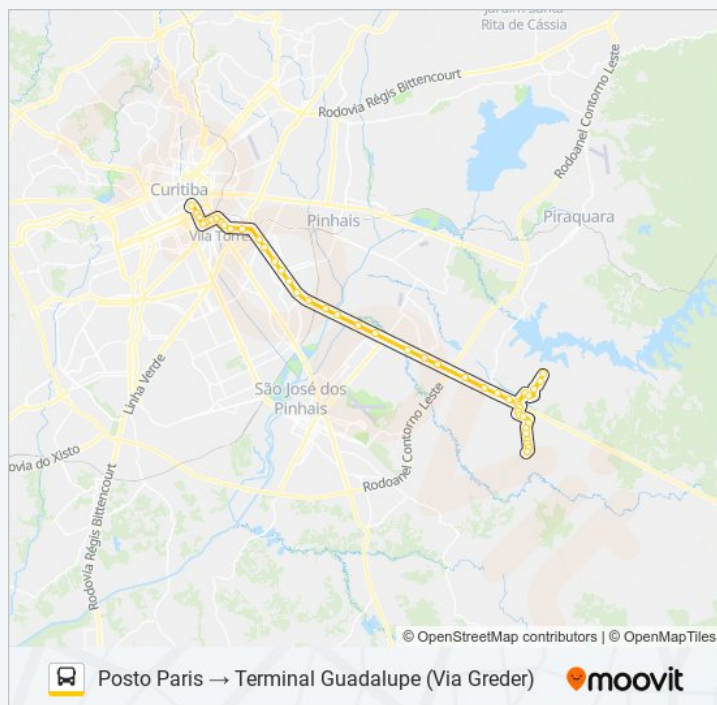 Jardim Santa
Rita de Cássia
Rodovia Régis Bittencourt
Rodoanel Contorno Leste
Curitiba
Pinhais
Piraquara
Vila Torres
Linha Verde
São José dos
Pinhais
Rodoanel Contorno Leste
Rodovia do Xisto
Rodovia Régis Bittencourt
© OpenStreetMap contributors | © OpenMapTiles
Posto Paris → Terminal Guadalupe (Via Greder)
moovit